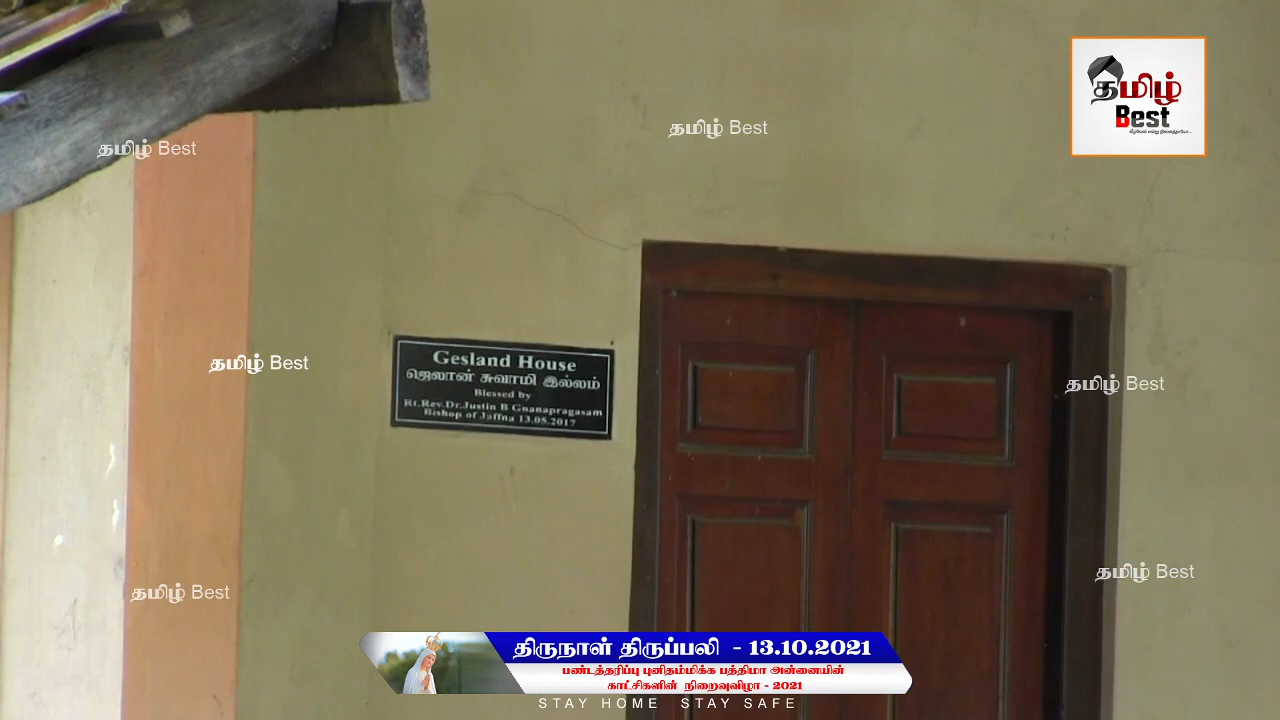 தமிழ்
Best
வீழ்வேன் என்று நினைத்தாயோ...
தமிழ் Best
தமிழ் Best
தமிழ் Best
தமிழ் Best
தமிழ் Best
தமிழ் Best
Gesland House
ஜெலான் சுவாமி இல்லம்
Blessed by
Rt.Rev.Dr.Justin B Gnanapragasam
Bishop of Jaffna 13.05.2017
திருநாள் திருப்பலி - 13.10.2021
பண்டத்தரிப்பு புனிதம்மிக்க பத்திமா அன்னையின்
காட்சிகளின் நிறைவுவிழா - 2021
STAY HOME STAY SAFE